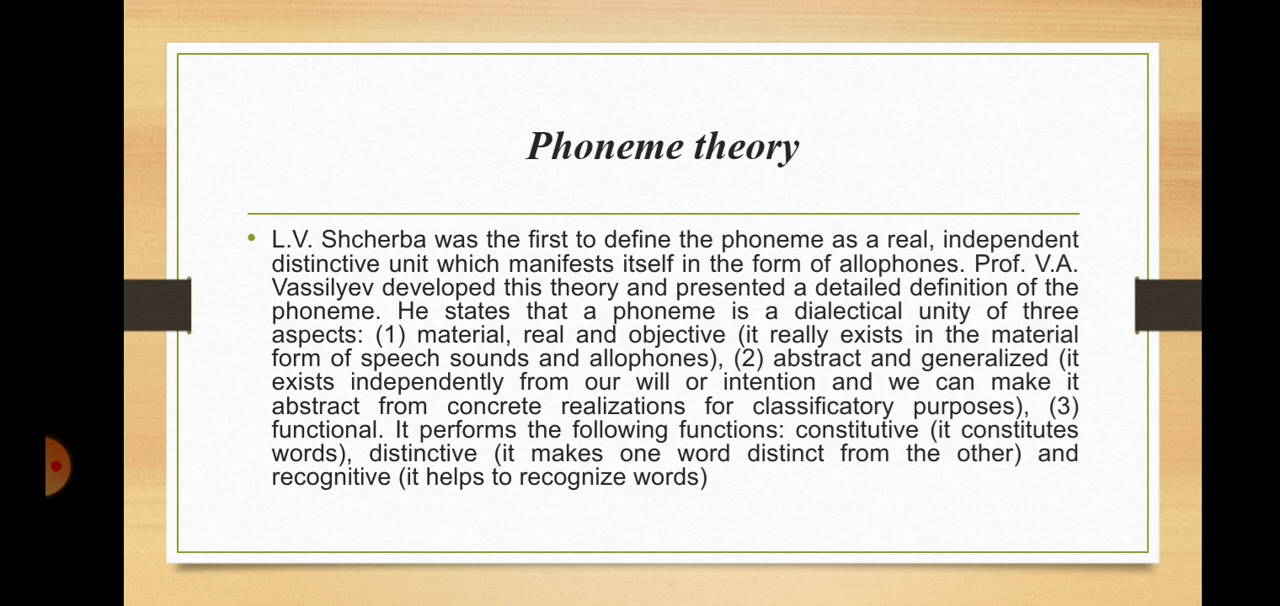 Phoneme theory
• L.V. Shcherba was the first to define the phoneme as a real, independent
distinctive unit which manifests itself in the form of allophones. Prof. V.A.
Vassilyev developed this theory and presented a detailed definition of the
phoneme. He states that a phoneme is a dialectical unity of three
aspects: (1) material, real and objective (it really exists in the material
form of speech sounds and allophones), (2) abstract and generalized (it
exists independently from our will or intention and we can make it
abstract from concrete realizations for classificatory purposes), (3)
functional. It performs the following functions: constitutive (it constitutes
words), distinctive (it makes one word distinct from the other) and
recognitive (it helps to recognize words)